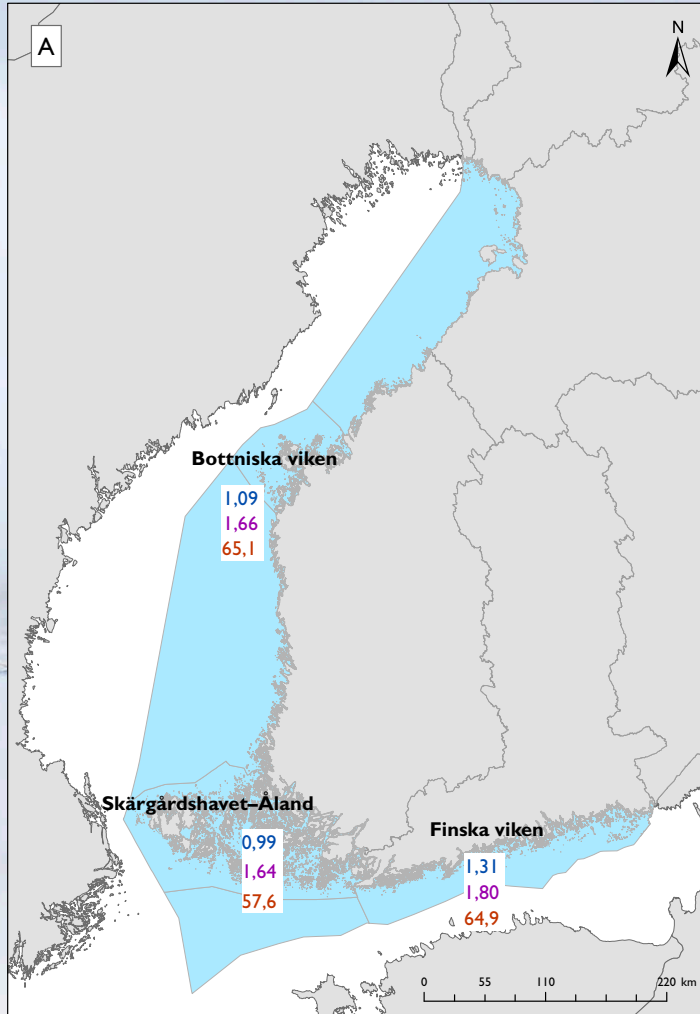 A
N
Bottniska viken
1,09
1,66
65,1
Skärgårdshavet–Åland
0,99
1,64
57,6
Finska viken
1,31
1,80
64,9
0 55 110 220 km